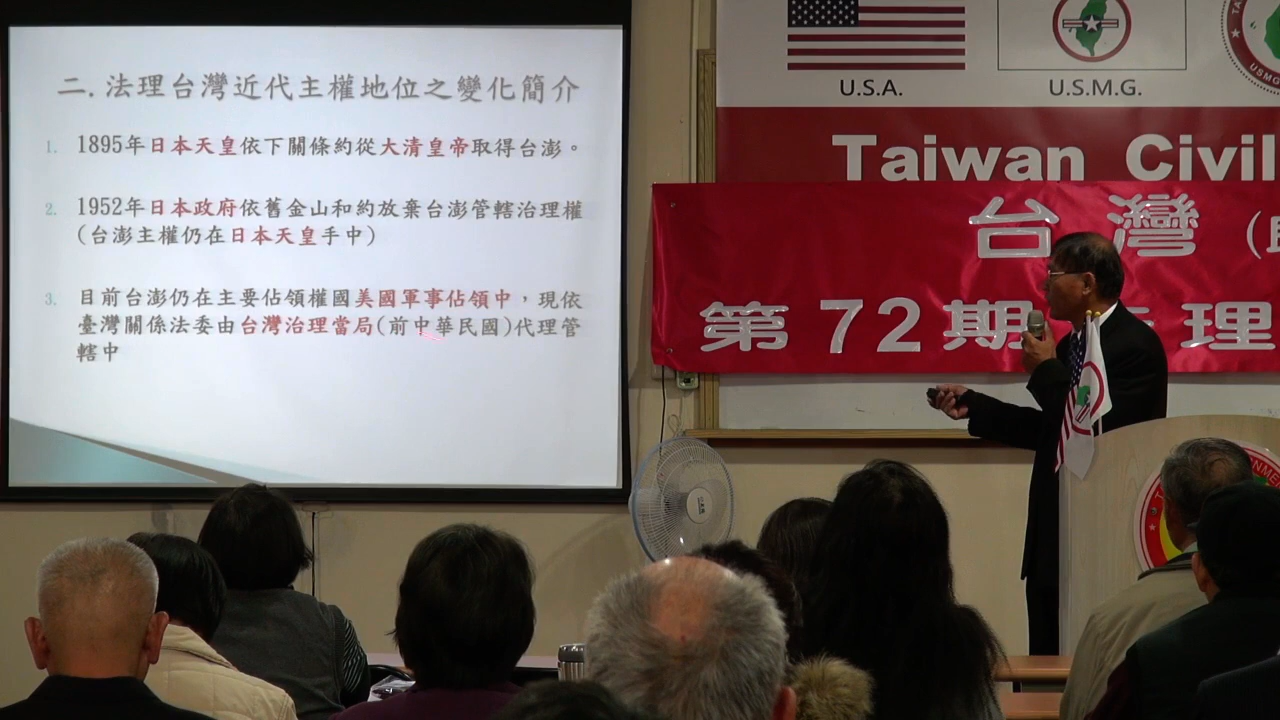 二.法理台灣近代主權地位之變化簡介
1. 1895年日本天皇依下關條約從大清皇帝取得台澎。
2. 1952年日本政府依舊金山和約放棄台澎管轄治理權
(台澎主權仍在日本天皇手中)
3. 目前台澎仍在主要佔領權國美國軍事佔領中，現依
臺灣關係法委由台灣治理當局(前中華民國)代理管
轄中
U.S.A.
U.S.M.G.
USMG
Taiwan Civil
台灣
第72期
理